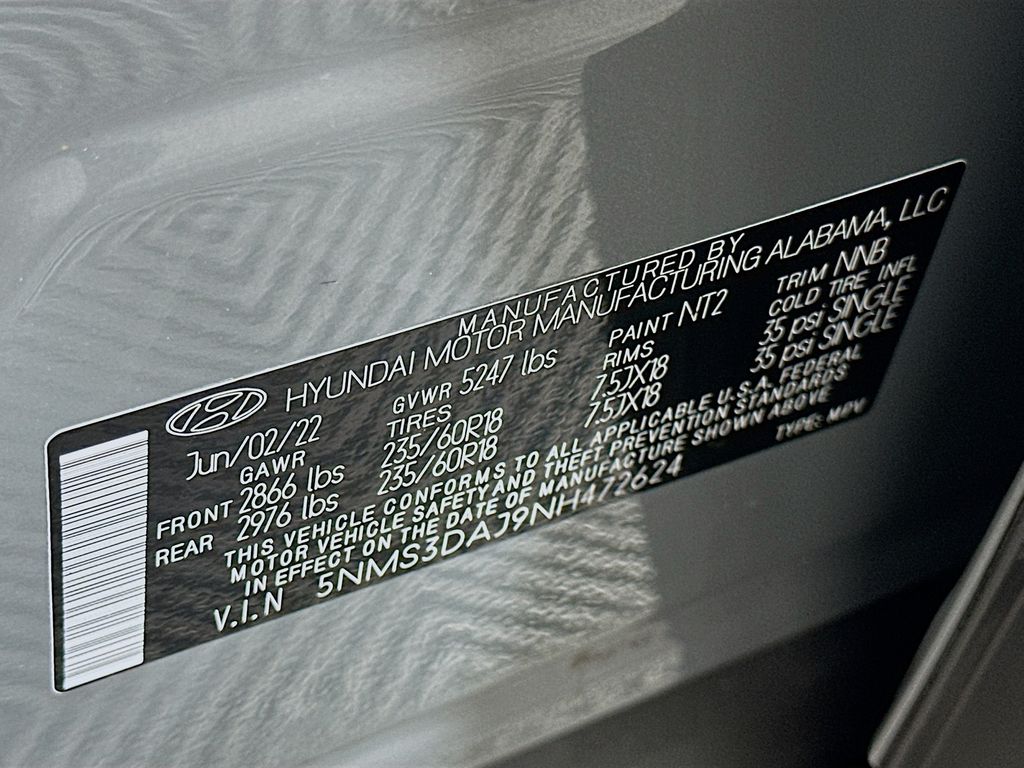 MANUFACTURED BY
HYUNDAI MOTOR MANUFACTURING ALABAMA, LLC
Jun/02/22 GVWR 5247 lbs PAINT NT2 TRIM NNB
GAWR TIRES RIMS COLD TIRE INFL
FRONT 2866 lbs 235/60R18 7.5JX18 35 psi SINGLE
REAR 2976 lbs 235/60R18 7.5JX18 35 psi SINGLE
THIS VEHICLE CONFORMS TO ALL APPLICABLE U.S.A. FEDERAL
MOTOR VEHICLE SAFETY AND THEFT PREVENTION STANDARDS
IN EFFECT ON THE DATE OF MANUFACTURE SHOWN ABOVE
V.I.N 5NMS3DAJ9NH472624 TYPE: MPV